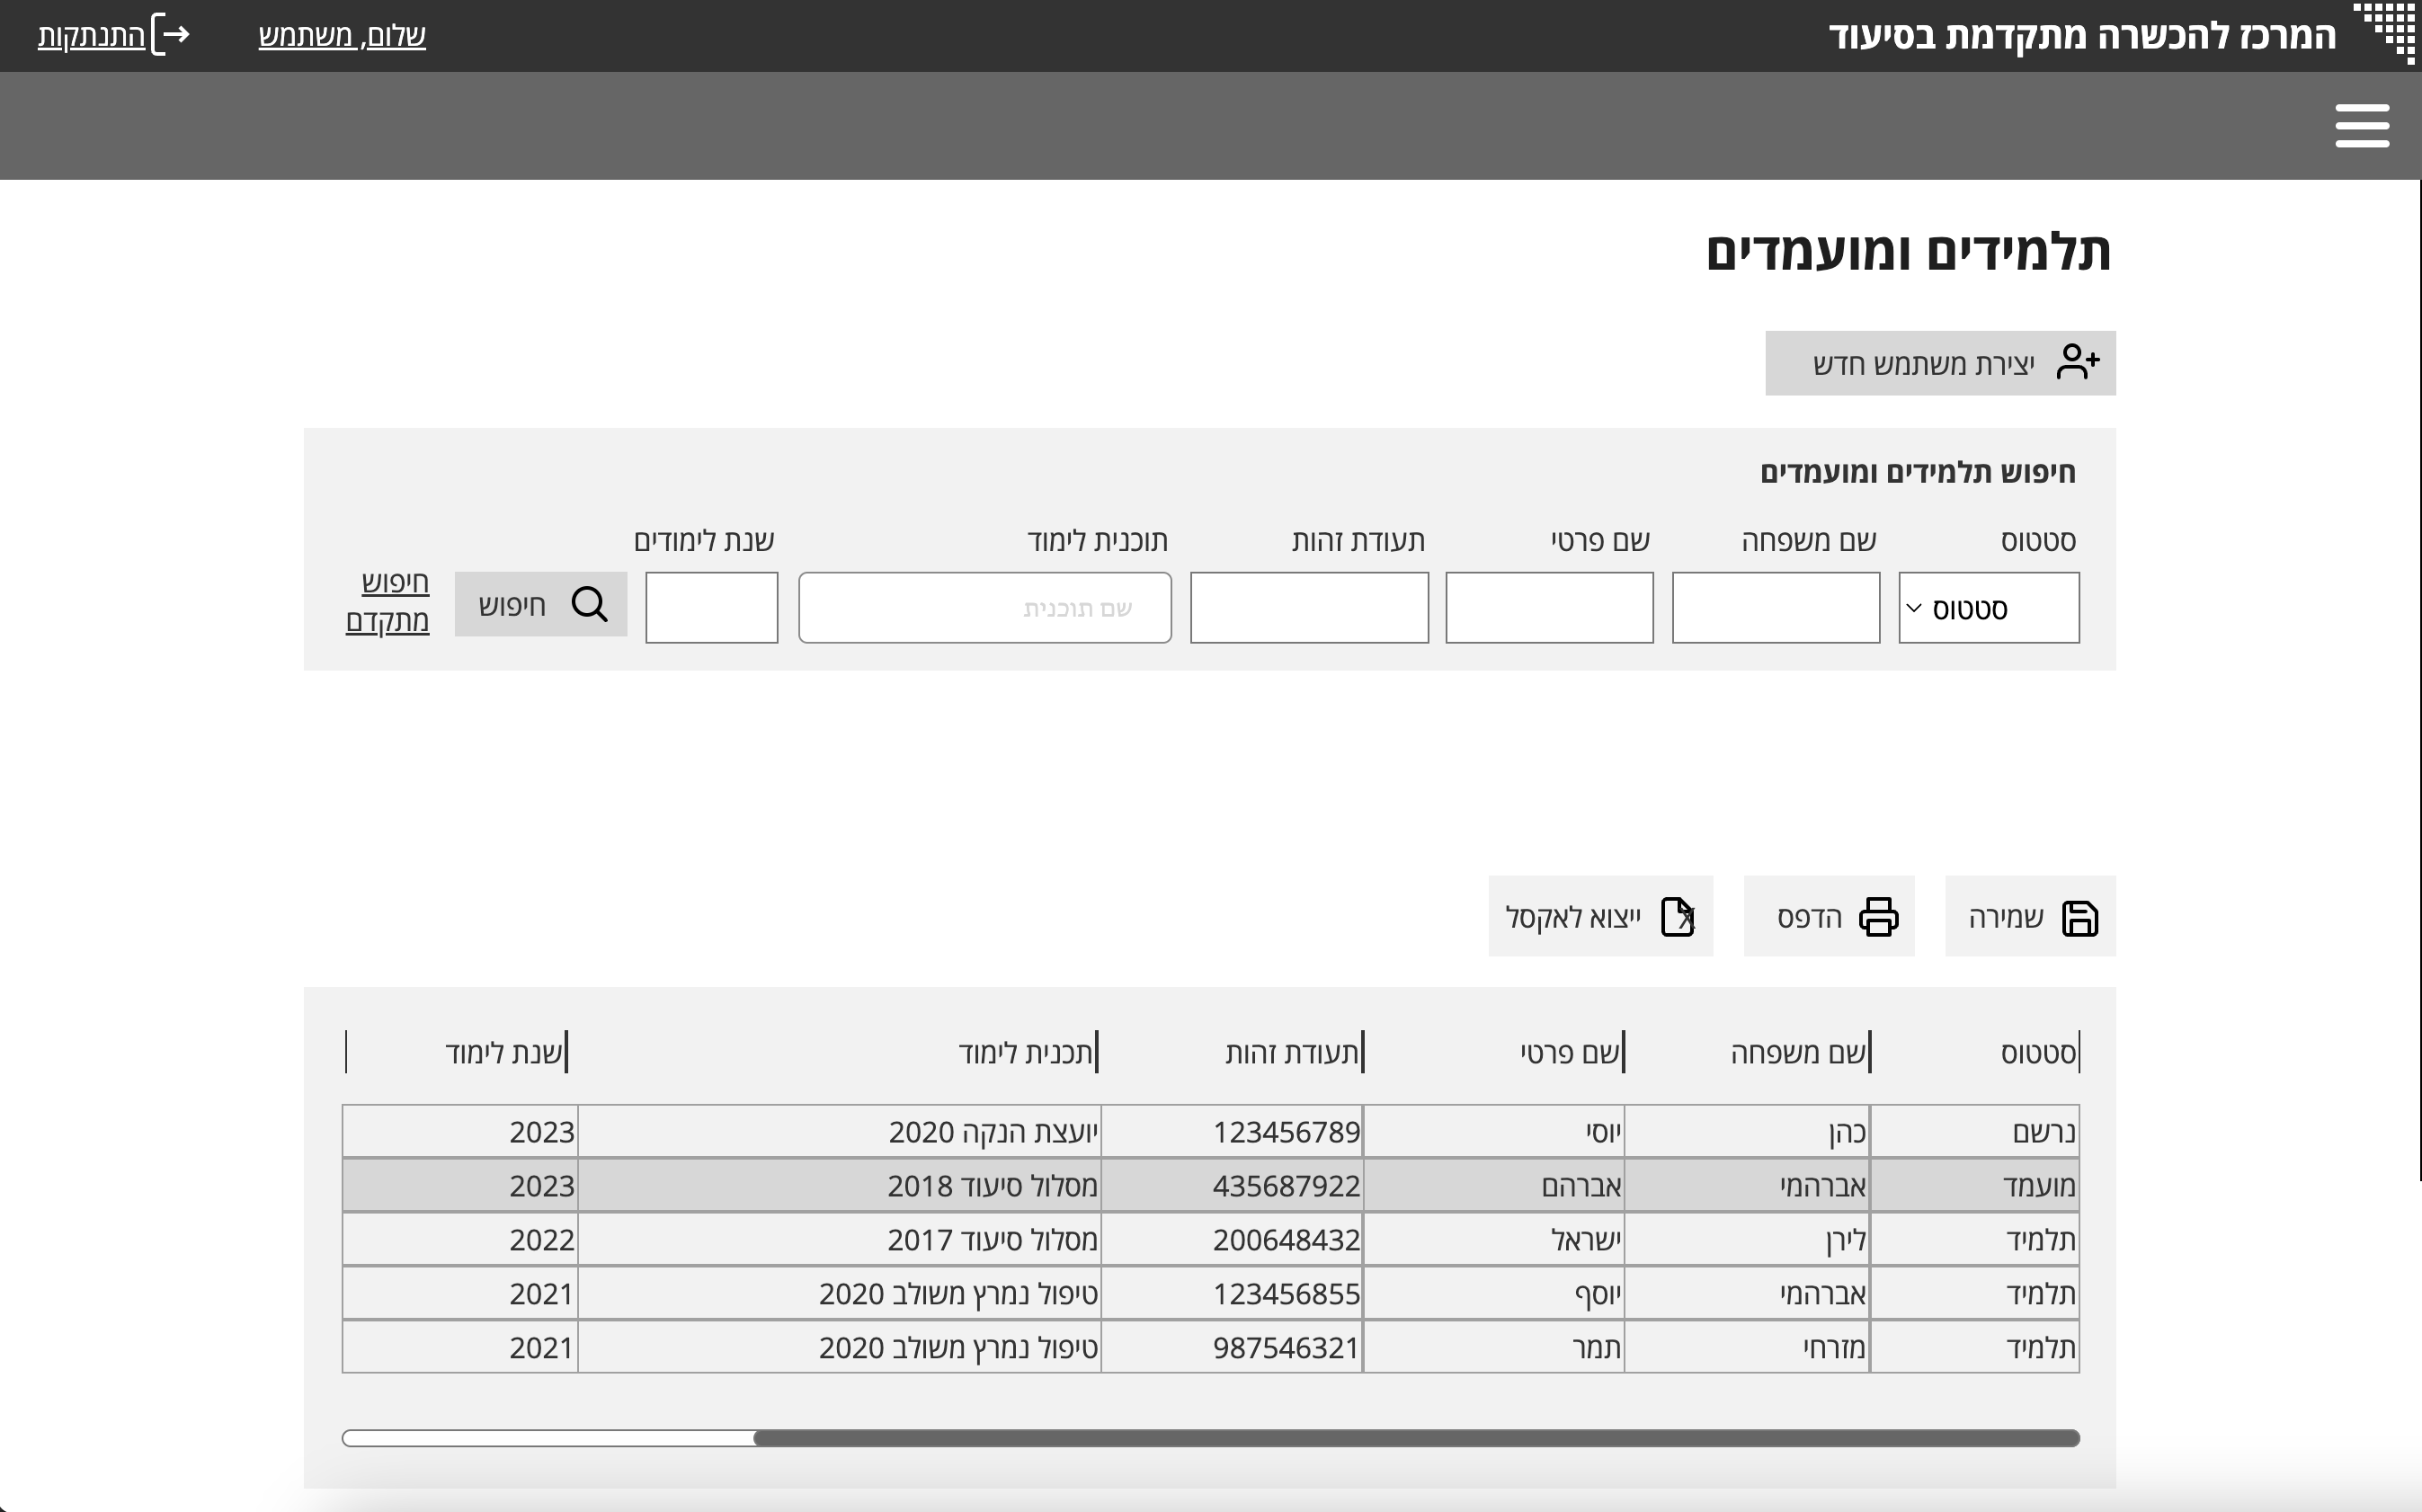 המרכז להכשרה מתקדמת בסיעוד
שלום, משתמש
התנתקות
תלמידים ומועמדים
יצירת משתמש חדש
חיפוש תלמידים ומועמדים
סטטוס שם משפחה שם פרטי תעודת זהות תוכנית לימוד שנת לימודים
סטטוס שם תוכנית חיפוש חיפוש
מתקדם
שמירה הדפס ייצוא לאקסל
סטטוס שם משפחה שם פרטי תעודת זהות תכנית לימוד שנת לימוד
נרשם כהן יוסי 123456789 יועצת הנקה 2020 2023
מועמד אברהמי אברהם 435687922 מסלול סיעוד 2018 2023
תלמיד לירן ישראל 200648432 מסלול סיעוד 2017 2022
תלמיד אברהמי יוסף 123456855 טיפול נמרץ משולב 2020 2021
תלמיד מזרחי תמר 987546321 טיפול נמרץ משולב 2020 2021